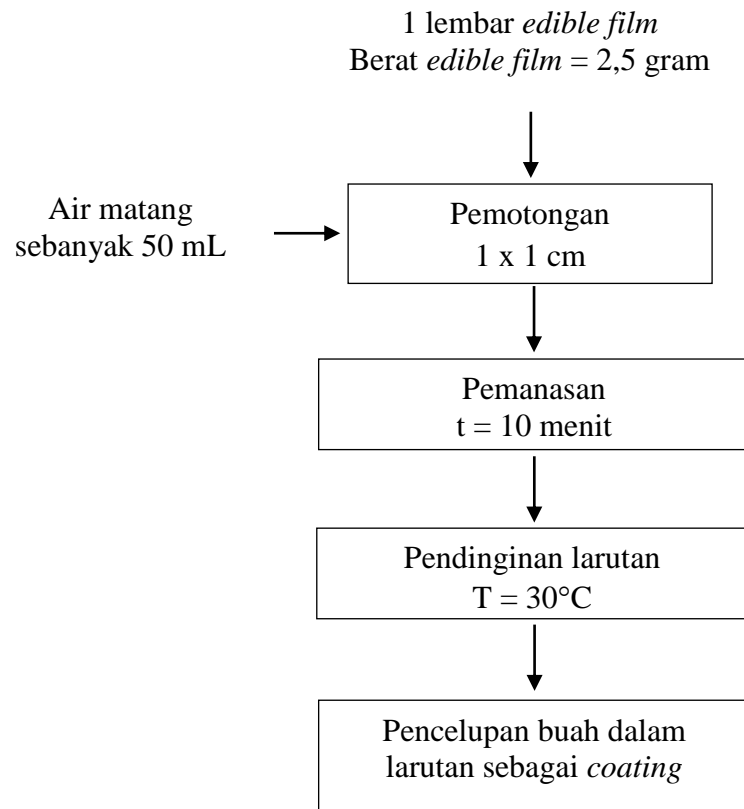 1 lembar edible film
Berat edible film = 2,5 gram
Air matang
sebanyak 50 mL
Pemotongan
1 x 1 cm
Pemanasan
t = 10 menit
Pendinginan larutan
T = 30°C
Pencelupan buah dalam
larutan sebagai coating